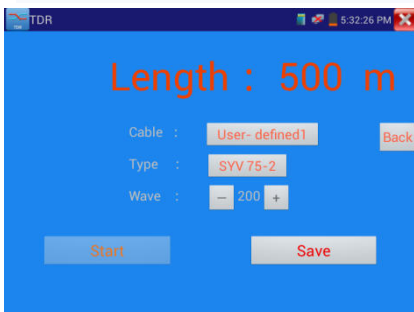 TDR 5:32:26 PM
Length : 500 m
Cable : User- defined1
Back
Type : SYV 75-2
Wave : — 200 +
Start Save